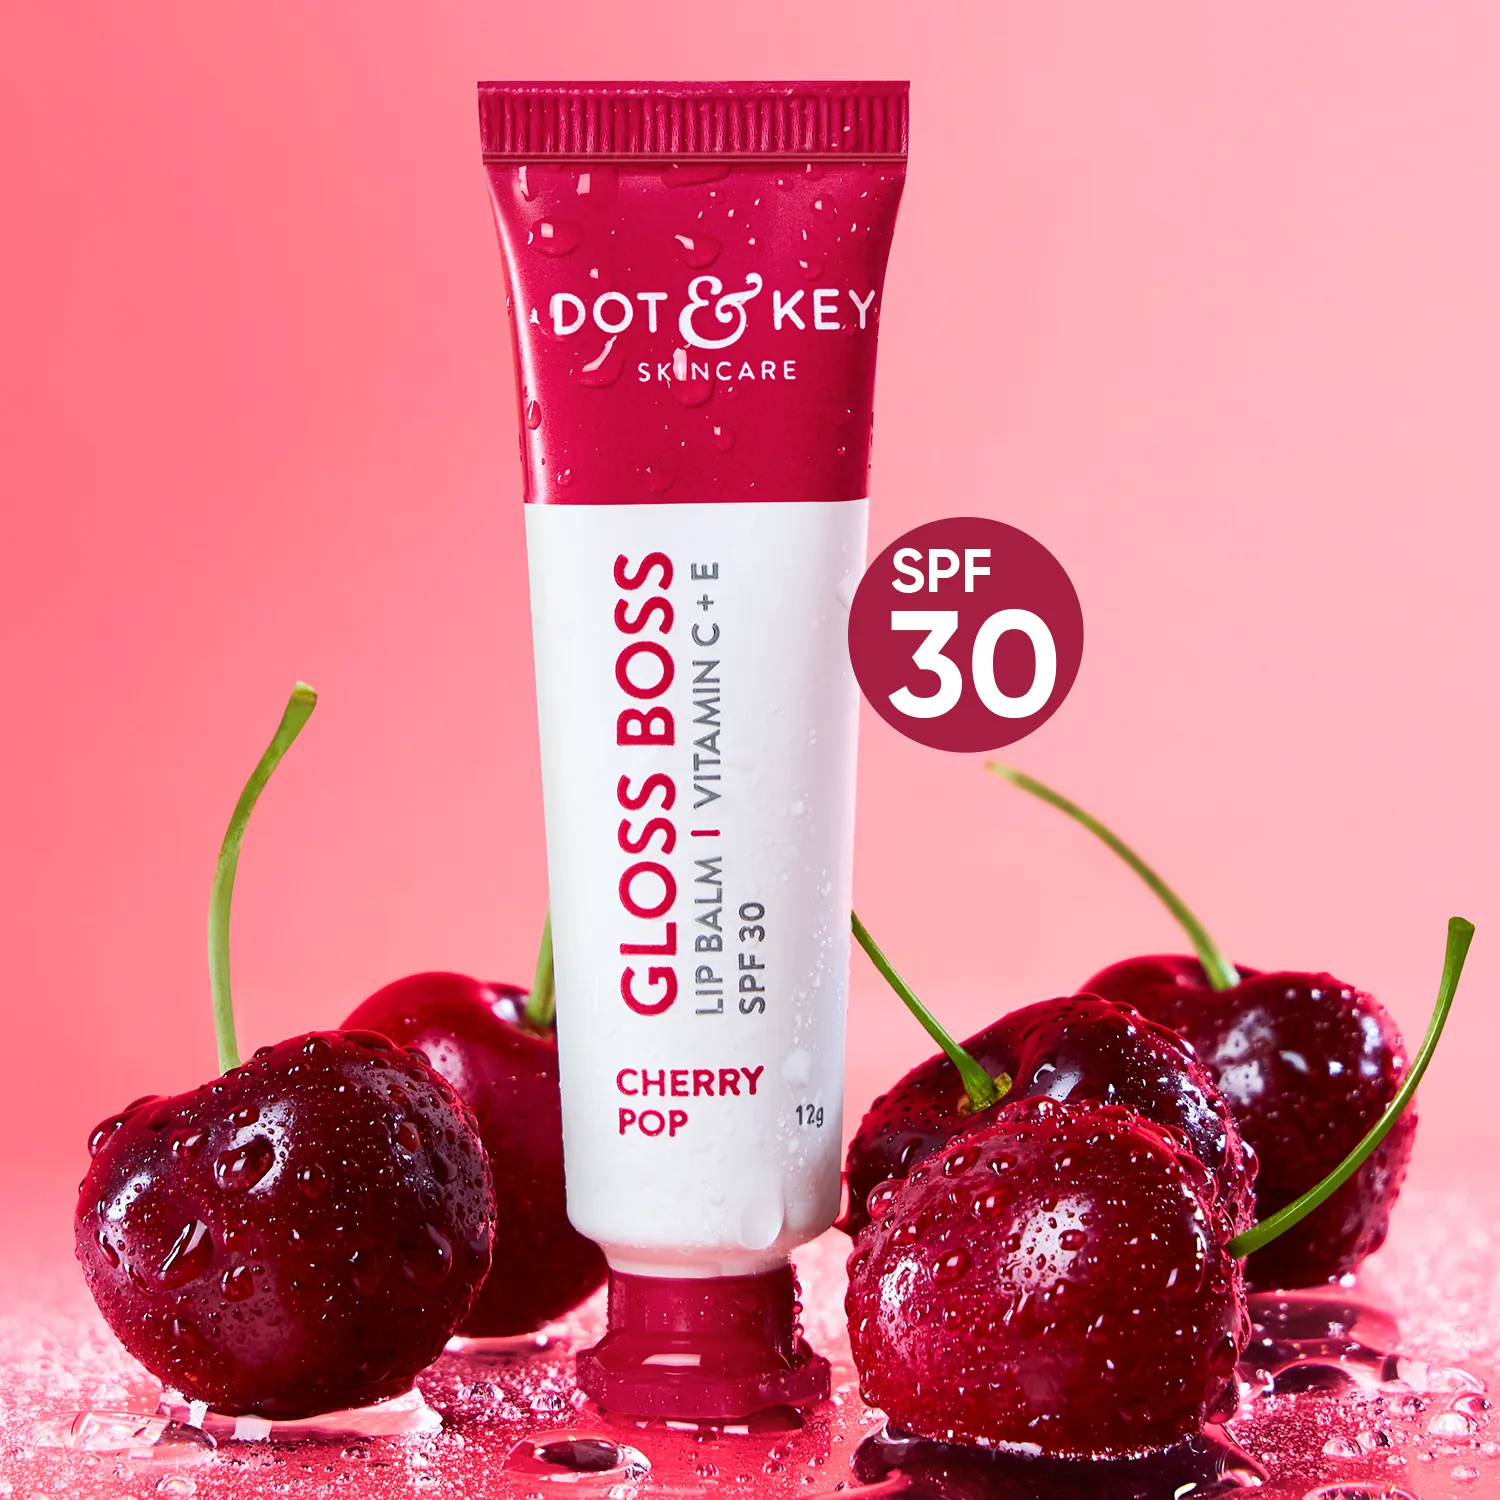 DOT & KEY
SKINCARE
GLOSS BOSS
LIP BALM | VITAMIN C + E
SPF 30
CHERRY
POP
12g
SPF
30